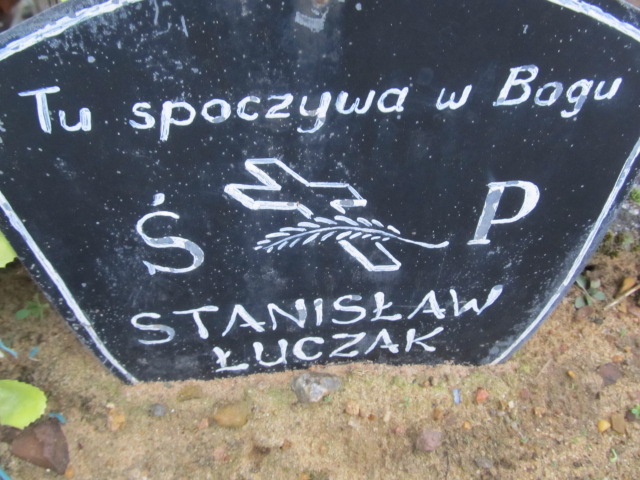 Tu spoczywa w Bogu
Ś P
STANISŁAW
ŁUCZAK